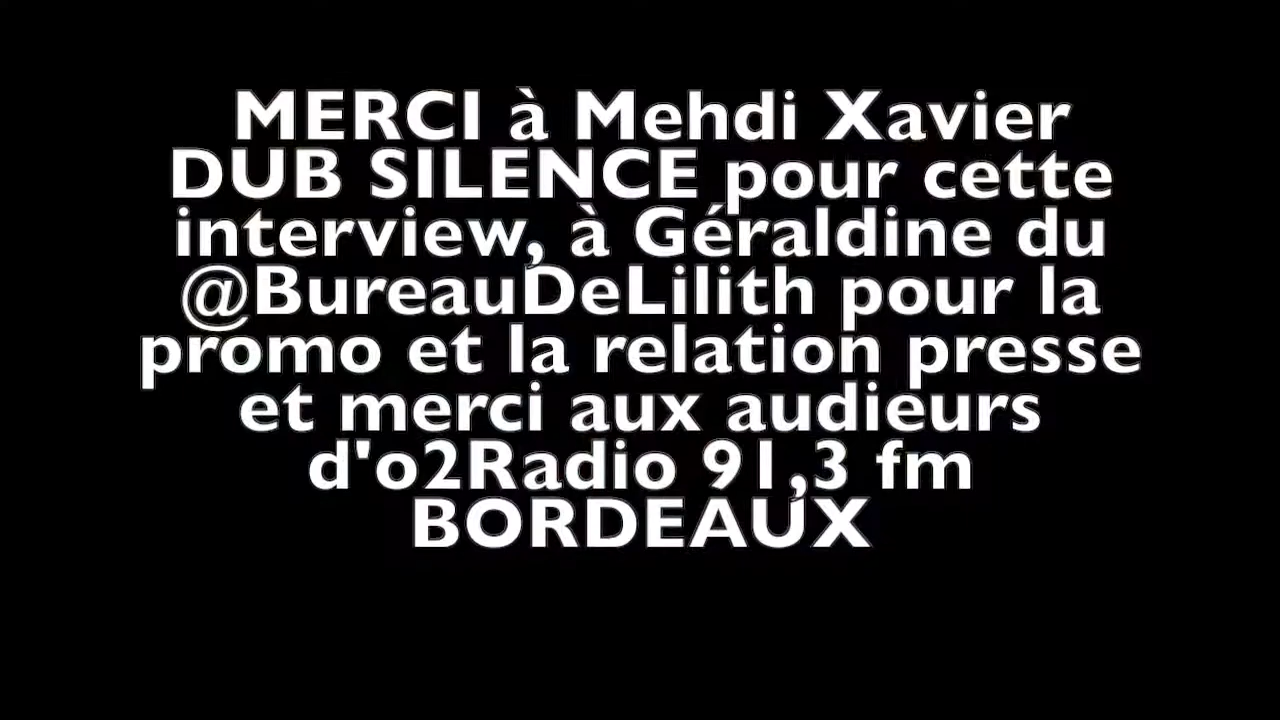 MERCI à Mehdi Xavier
DUB SILENCE pour cette
interview, à Géraldine du
@BureauDeLilith pour la
promo et la relation presse
et merci aux audieurs
d'o2Radio 91,3 fm
BORDEAUX